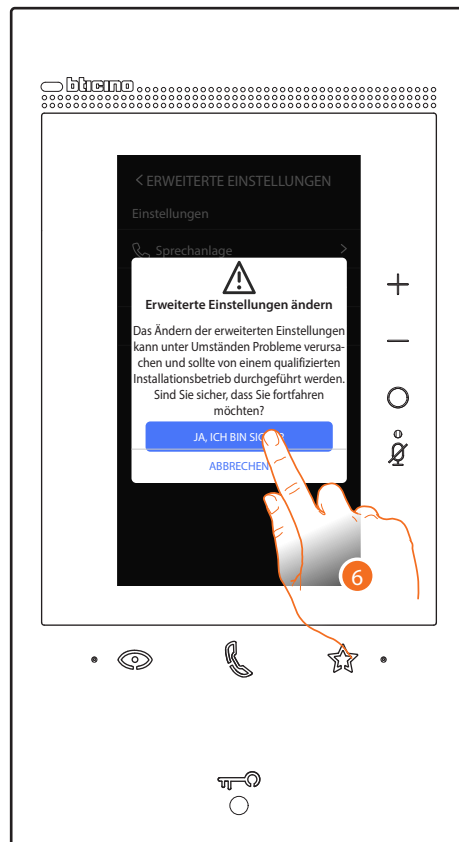 bticino
ERWEITERTE EINSTELLUNGEN
Einstellungen
Sprechanlage
Erweiterte Einstellungen ändern
Das Ändern der erweiterten Einstellungen
kann unter Umständen Probleme verursa-
chen und sollte von einem qualifizierten
Installationsbetrieb durchgeführt werden.
Sind Sie sicher, dass Sie fortfahren
möchten?
JA, ICH BIN
ABBRECHEN
6